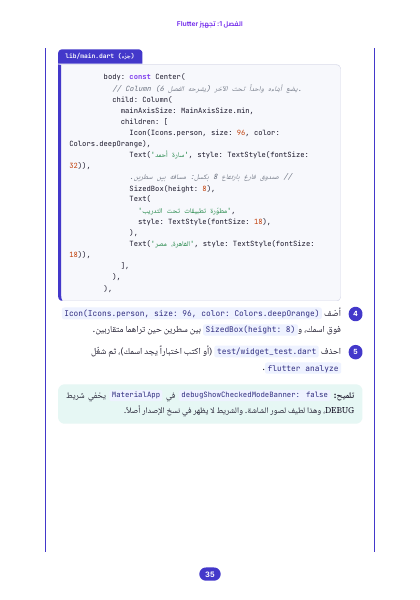 الفصل 1: تجهيز Flutter
lib/main.dart (جزء)
body: const Center(
// Column (يشرحه الفصل 6) يضع أبناءه واحداً تحت الآخر.
child: Column(
mainAxisSize: MainAxisSize.min,
children: [
Icon(Icons.person, size: 96, color:
Colors.deepOrange),
Text('سارة أحمد', style: TextStyle(fontSize:
32)),
// صندوق فارغ بارتفاع 8 بكسل: مسافة بين سطرين.
SizedBox(height: 8),
Text(
'مطوّرة تطبيقات تحت التدريب',
style: TextStyle(fontSize: 18),
),
Text('القاهرة، مصر', style: TextStyle(fontSize:
18)),
],
),
),
4 أضف Icon(Icons.person, size: 96, color: Colors.deepOrange)
فوق اسمك، و SizedBox(height: 8) بين سطرين حين تراهما متقاربين.
5 احذف test/widget_test.dart (أو اكتب اختباراً يجد اسمك)، ثم شغّل
flutter analyze.
تلميح: debugShowCheckedModeBanner: false في MaterialApp يخفي شريط
DEBUG، وهذا لطيف لصور الشاشة. والشريط لا يظهر في نسخ الإصدار أصلاً.
35